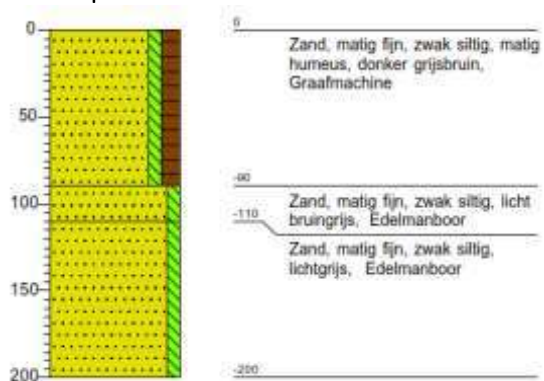 0
50
100
150
200
0
Zand, matig fijn, zwak siltig, matig
humeus, donker grijsbruin,
Graafmachine
-90
Zand, matig fijn, zwak siltig, licht
bruingrijs, Edelmanboor
-110
Zand, matig fijn, zwak siltig,
lichtgrijs, Edelmanboor
-200